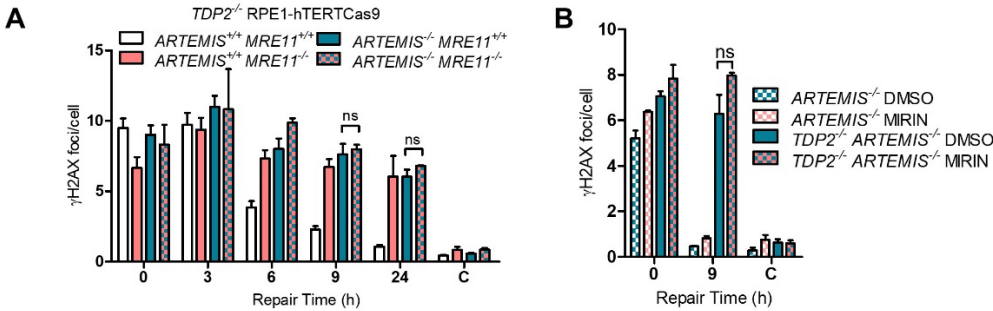 A
TDP2-/- RPE1-hTERTCas9
ARTEMIS+/+ MRE11+/+
ARTEMIS-/- MRE11+/+
ARTEMIS+/+ MRE11-/-
ARTEMIS-/- MRE11-/-
γH2AX foci/cell
15
10
5
0
ns
ns
0 3 6 9 24 C
Repair Time (h)
B
γH2AX foci/cell
10
8
6
4
2
0
ns
ARTEMIS-/- DMSO
ARTEMIS-/- MIRIN
TDP2-/- ARTEMIS-/- DMSO
TDP2-/- ARTEMIS-/- MIRIN
0 9 C
Repair Time (h)